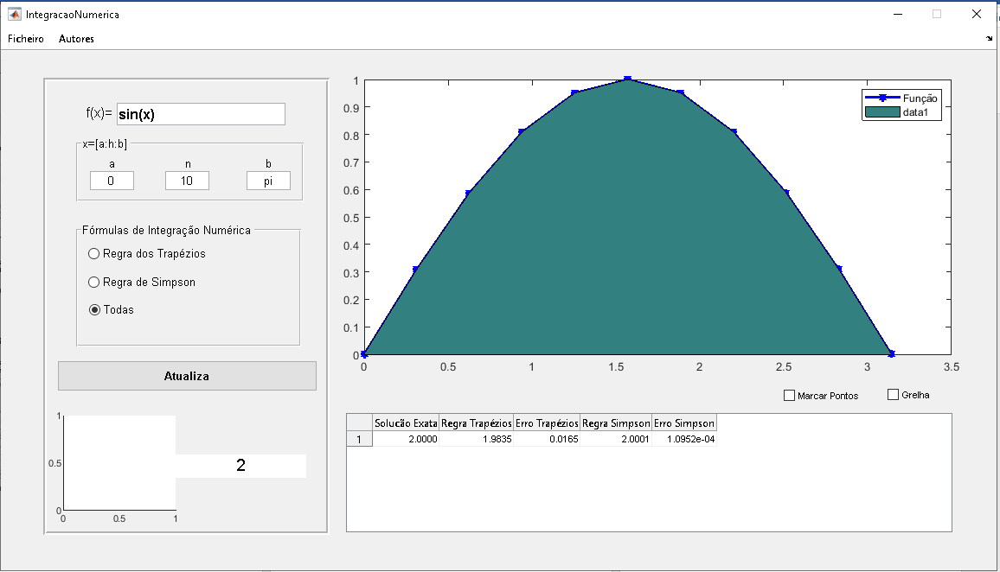 IntegracaoNumerica
Ficheiro Autores
f(x)= sin(x)
x=[a:h:b]
a n b
0 10 pi
Fórmulas de Integração Numérica
Regra dos Trapézios
Regra de Simpson
Todas
Atualiza
1
0.5
0
0 0.5 1
2
1
0.9
0.8
0.7
0.6
0.5
0.4
0.3
0.2
0.1
0
0 0.5 1 1.5 2 2.5 3 3.5
Função
data1
Marcar Pontos Grelha
Solucão Exata Regra Trapézios Erro Trapézios Regra Simpson Erro Simpson
1 2.0000 1.9835 0.0165 2.0001 1.0952e-04